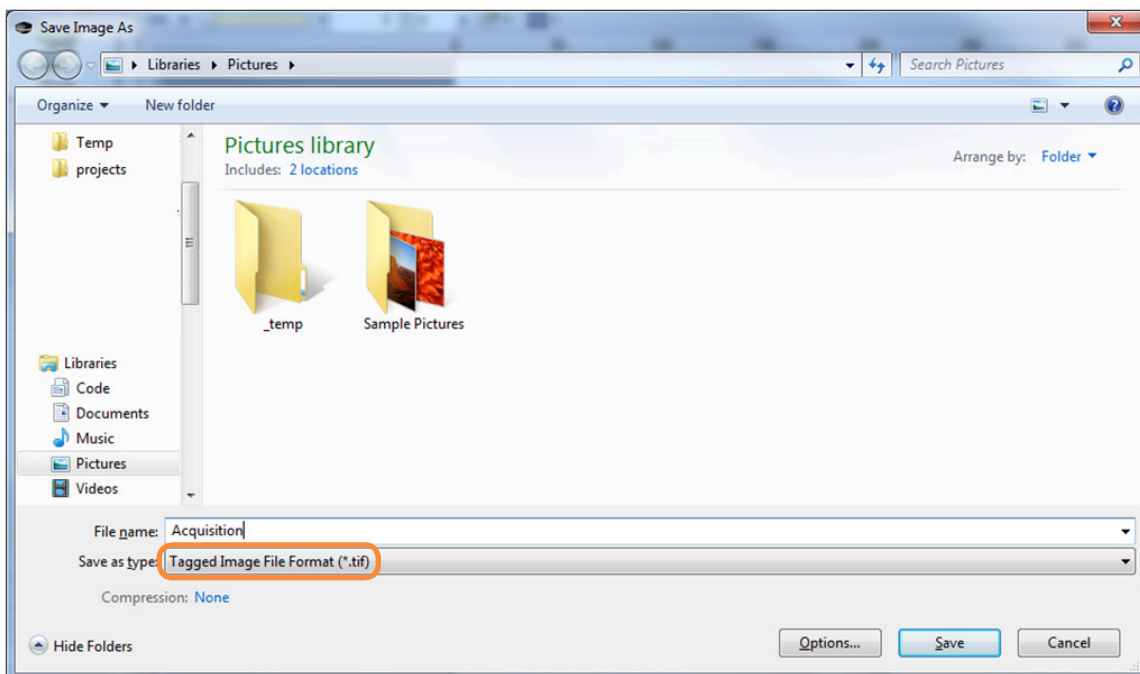 Save Image As
Libraries Pictures
Search Pictures
Organize New folder
Temp
projects
Pictures library
Includes: 2 locations
Arrange by: Folder
_temp
Sample Pictures
Libraries
Code
Documents
Music
Pictures
Videos
File name: Acquisition
Save as type: Tagged Image File Format (*.tif)
Compression: None
Hide Folders
Options... Save Cancel